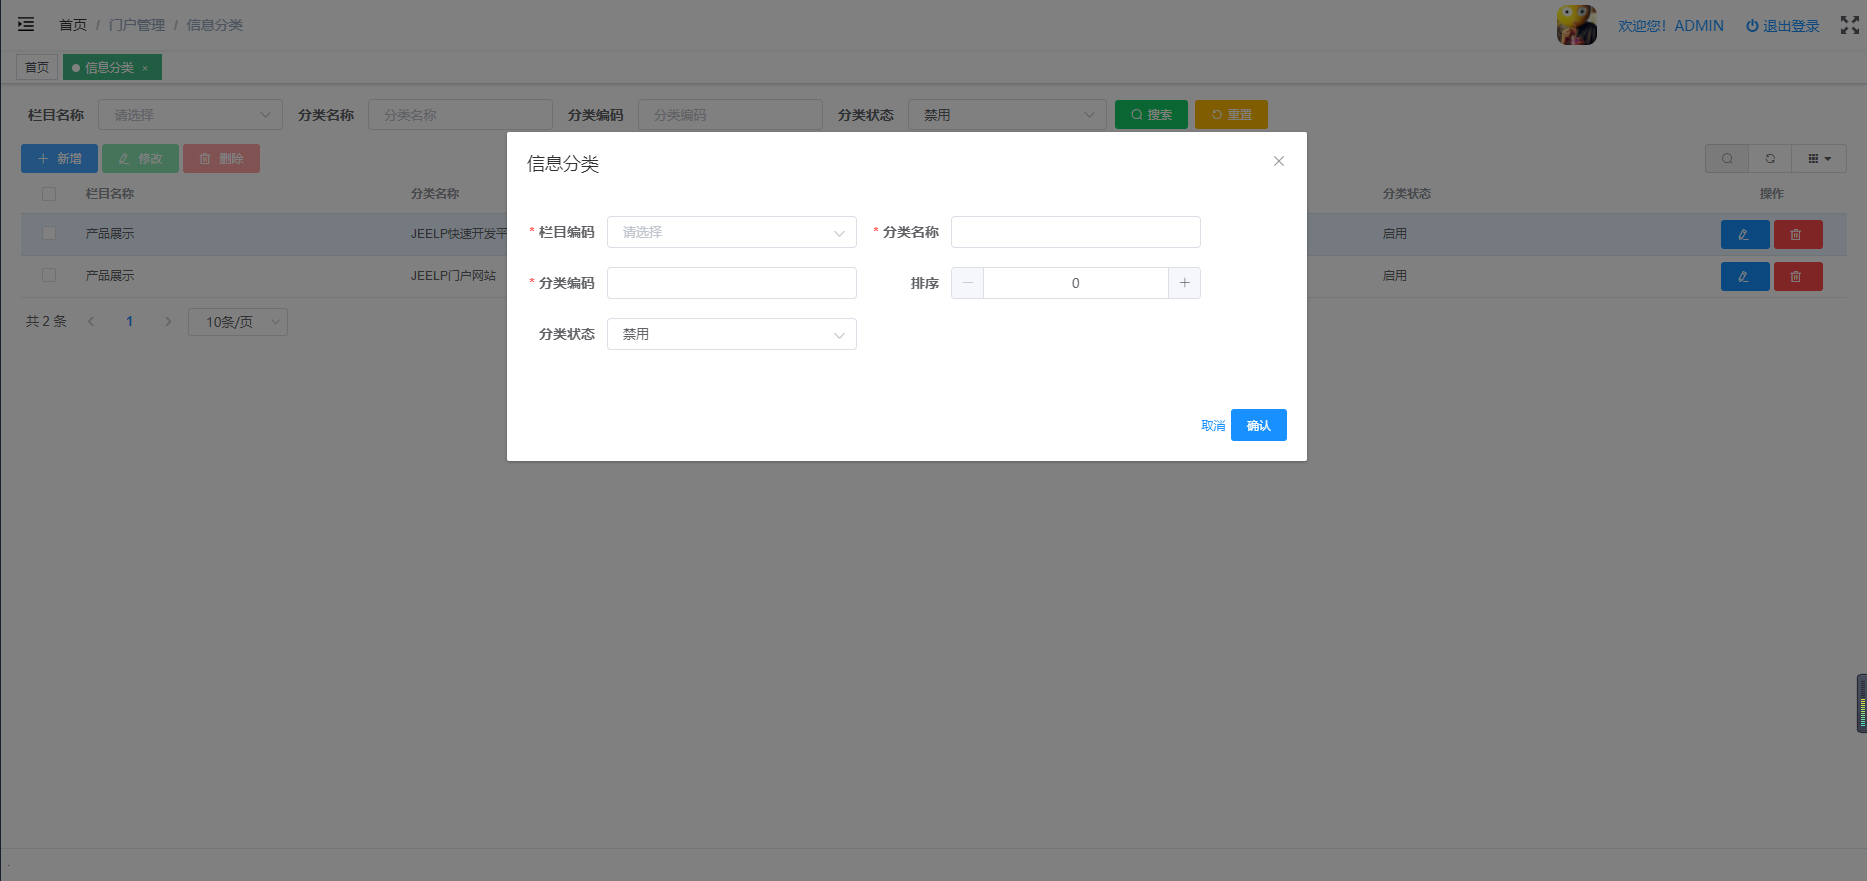 首页 / 门户管理 / 信息分类
欢迎您！ADMIN 退出登录
首页 信息分类 ×
栏目名称 请选择 分类名称 分类名称 分类编码 分类编码 分类状态 禁用 搜索 重置
新增 修改 删除
栏目名称 分类名称 分类状态 操作
产品展示 JEELP快速开发平 启用
产品展示 JEELP门户网站 启用
共 2 条 1 10条/页
信息分类
* 栏目编码 请选择 * 分类名称
* 分类编码 排序 0
分类状态 禁用
取消 确认